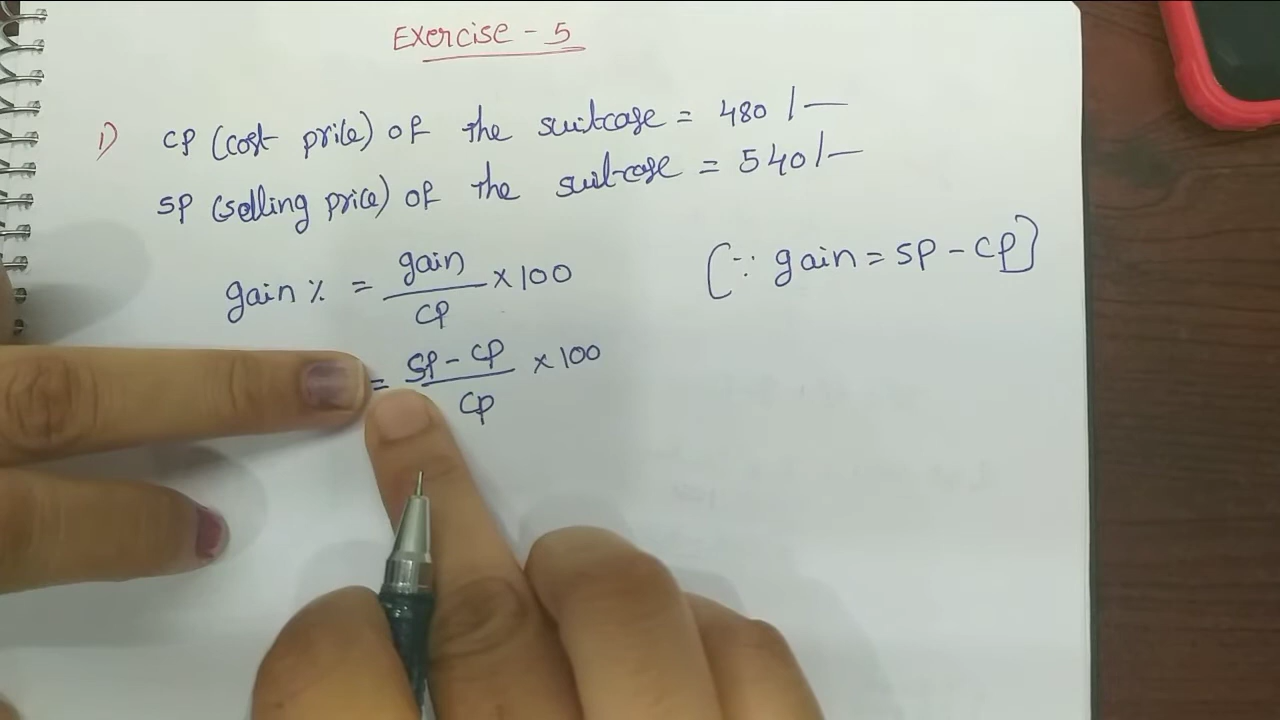 Exercise - 5
1) CP (cost price) of the suitcase = 480/-
SP (selling price) of the suitcase = 540/-
gain % = gain/CP × 100 [∵ gain = SP - CP]
= SP - CP/CP × 100